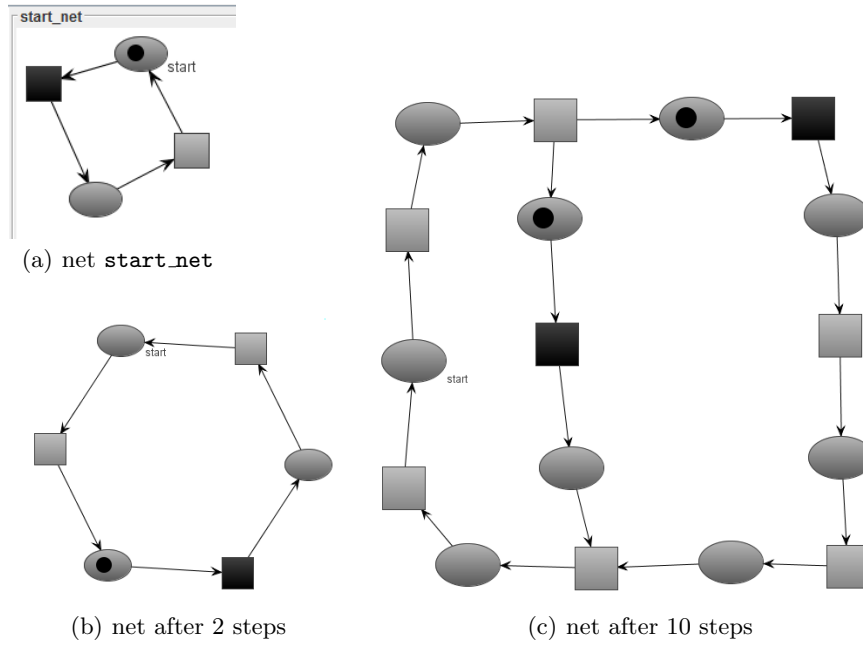 start_net
start
(a) net start_net
start
(b) net after 2 steps
start
(c) net after 10 steps